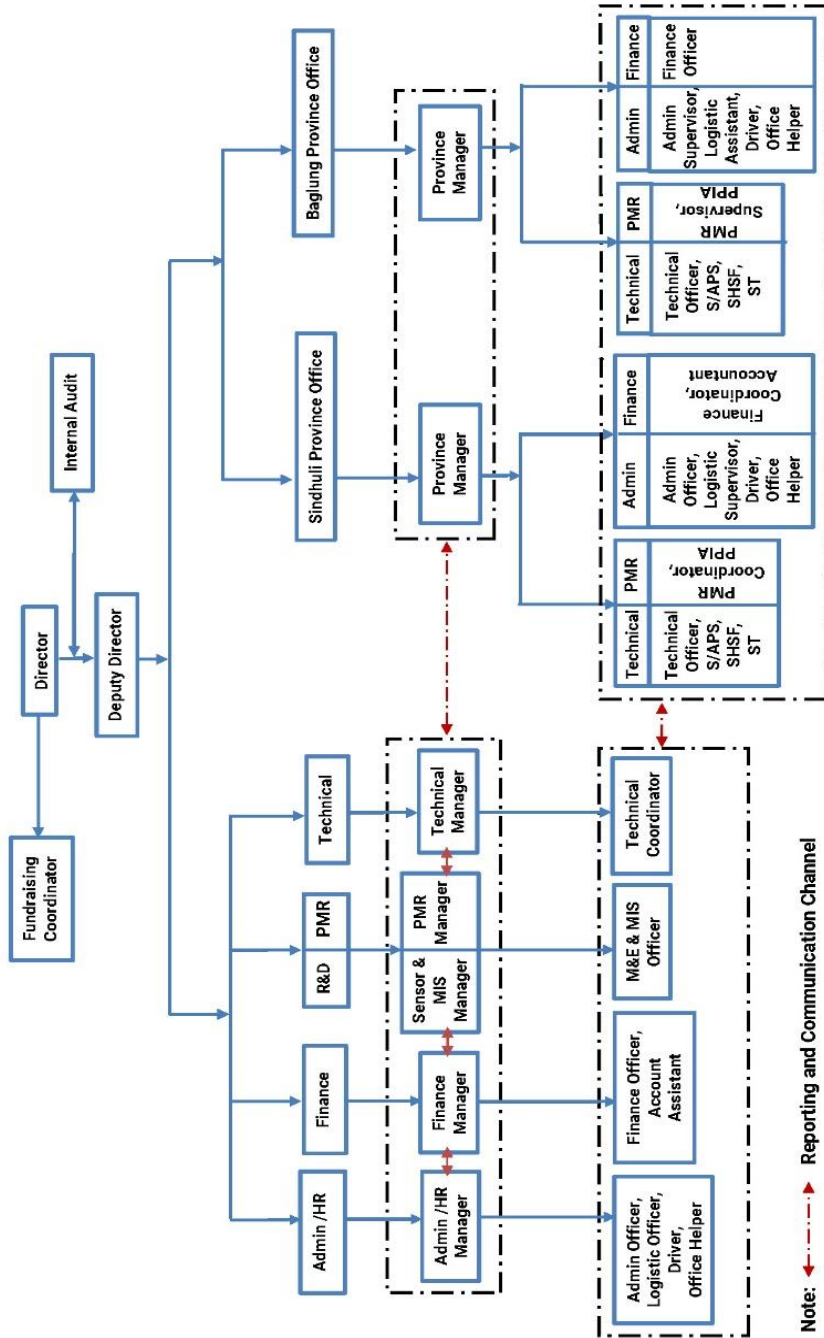 Director
Internal Audit
Fundraising
Coordinator
Deputy Director
Admin /HR
Finance
R&D
PMR
Technical
Sindhuli Province Office
Baglung Province Office
Admin /HR
Manager
Finance
Manager
Sensor &
MIS
Manager
PMR
Manager
Technical
Manager
Province
Manager
Province
Manager
Admin Officer,
Logistic Officer,
Driver,
Office Helper
Finance Officer,
Account
Assistant
M&E & MIS
Officer
Technical
Coordinator
Technical
PMR
Technical
Officer,
S/APS,
SHSF,
ST
PMR
Coordinator,
PPIA
Admin
Finance
Admin
Officer,
Logistic
Supervisor,
Driver,
Office
Helper
Finance
Coordinator,
Accountant
Technical
PMR
Technical
Officer,
S/APS,
SHSF,
ST
PMR
Supervisor,
PPIA
Admin
Finance
Admin
Supervisor,
Logistic
Assistant,
Driver,
Office
Helper
Finance
Officer
Note:
Reporting and Communication Channel